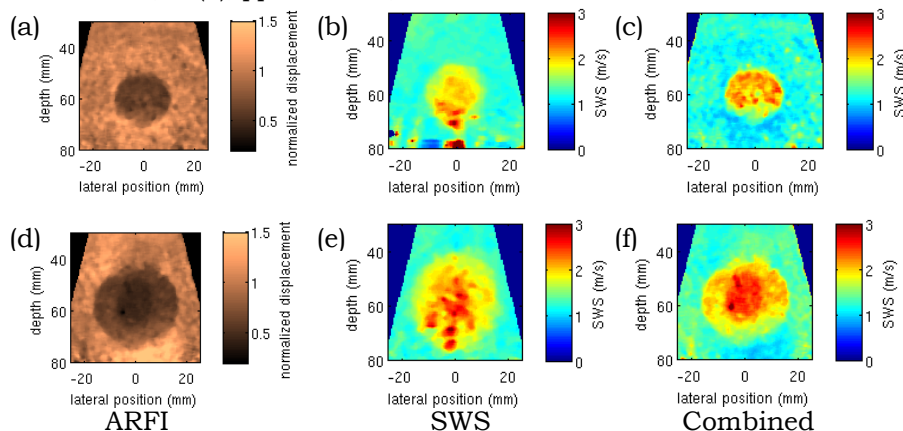 (a)
depth (mm)
40
60
80
-20
0
20
lateral position (mm)
1.5
1
0.5
normalized displacement
(b)
depth (mm)
40
60
80
-20
0
20
lateral position (mm)
3
2
1
0
SWS (m/s)
(c)
depth (mm)
40
60
80
-20
0
20
lateral position (mm)
3
2
1
0
SWS (m/s)
(d)
depth (mm)
40
60
80
-20
0
20
lateral position (mm)
1.5
1
0.5
normalized displacement
ARFI
(e)
depth (mm)
40
60
80
-20
0
20
lateral position (mm)
3
2
1
0
SWS (m/s)
SWS
(f)
depth (mm)
40
60
80
-20
0
20
lateral position (mm)
3
2
1
0
SWS (m/s)
Combined